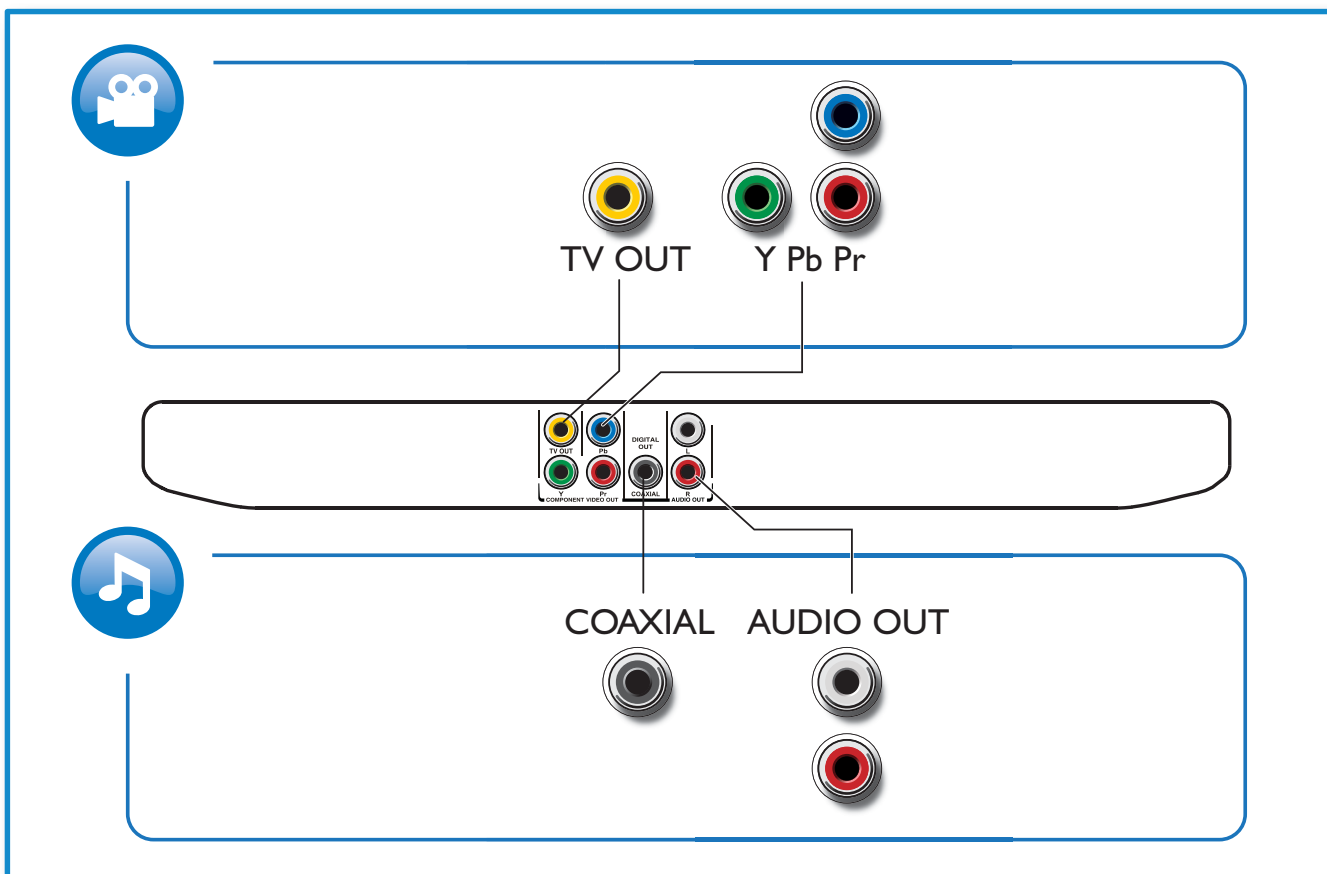 TV OUT Y Pb Pr
DIGITAL
OUT
TV OUT Pb L
Y Pr COAXIAL R
COMPONENT VIDEO OUT AUDIO OUT
COAXIAL AUDIO OUT